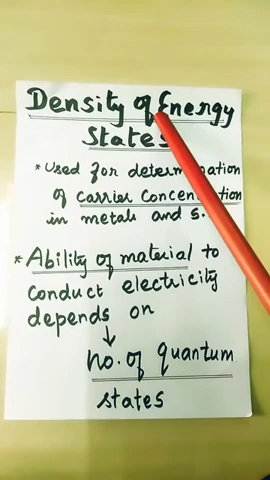 Density of Energy
States
* Used for determination
of carrier concentration
in metals and s.
* Ability of material to
conduct electricity
depends on
↓
no. of quantum
states